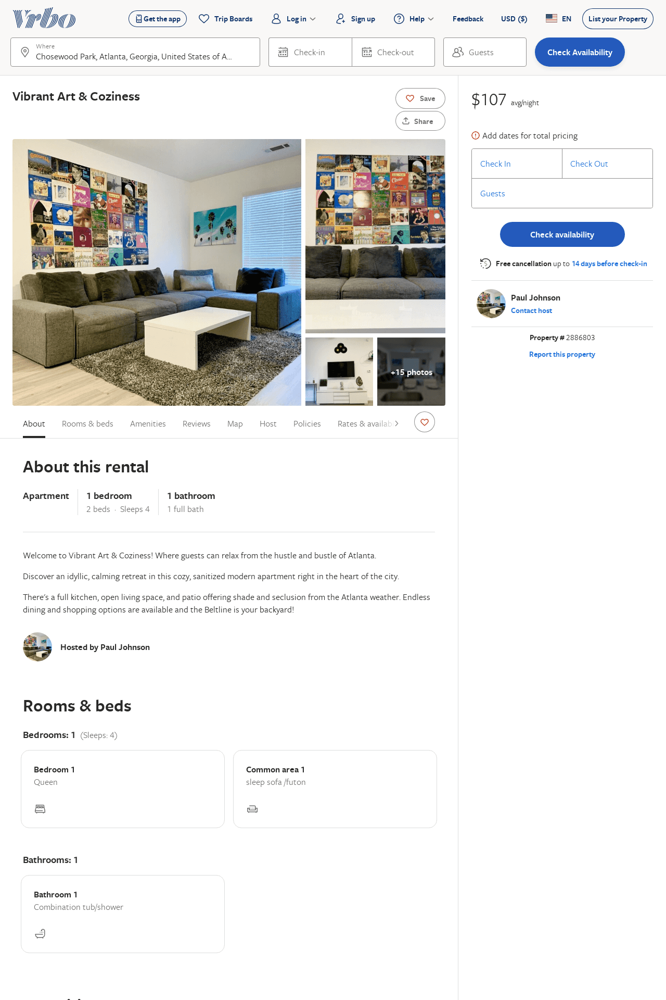 Vrbo
Get the app
Trip Boards
Log in
Sign up
Help
Feedback
USD ($)
EN
List your Property
Where
Chosewood Park, Atlanta, Georgia, United States of A...
Check-in
Check-out
Guests
Check Availability
Vibrant Art & Coziness
Save
Share
+15 photos
$107 avg/night
Add dates for total pricing
Check In
Check Out
Guests
Check availability
Free cancellation up to 14 days before check-in
Paul Johnson
Contact host
Property # 2886803
Report this property
About
Rooms & beds
Amenities
Reviews
Map
Host
Policies
Rates & availab
About this rental
Apartment
1 bedroom
2 beds · Sleeps 4
1 bathroom
1 full bath
Welcome to Vibrant Art & Coziness! Where guests can relax from the hustle and bustle of Atlanta.
Discover an idyllic, calming retreat in this cozy, sanitized modern apartment right in the heart of the city.
There's a full kitchen, open living space, and patio offering shade and seclusion from the Atlanta weather. Endless
dining and shopping options are available and the Beltline is your backyard!
Hosted by Paul Johnson
Rooms & beds
Bedrooms: 1 (Sleeps: 4)
Bedroom 1
Queen
Common area 1
sleep sofa /futon
Bathrooms: 1
Bathroom 1
Combination tub/shower